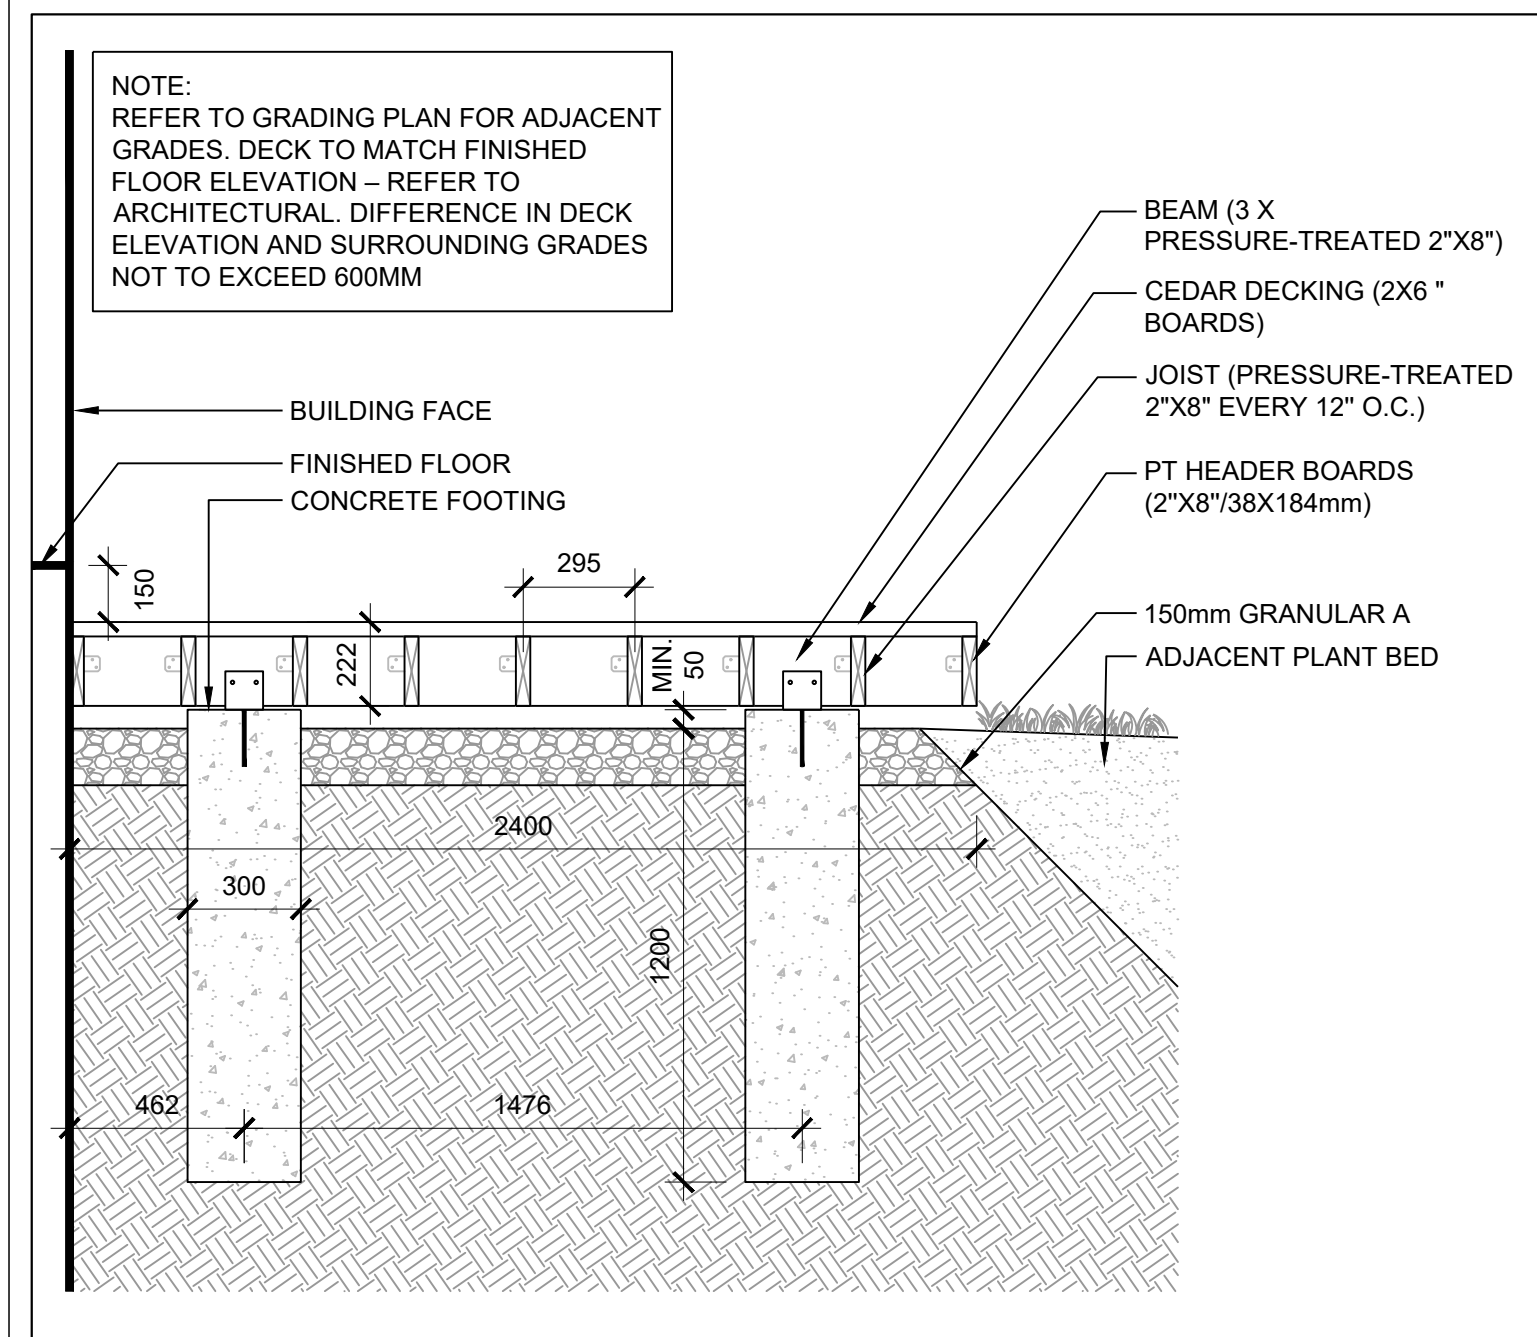 NOTE:
REFER TO GRADING PLAN FOR ADJACENT
GRADES. DECK TO MATCH FINISHED
FLOOR ELEVATION – REFER TO
ARCHITECTURAL. DIFFERENCE IN DECK
ELEVATION AND SURROUNDING GRADES
NOT TO EXCEED 600MM
BEAM (3 X
PRESSURE-TREATED 2"X8")
CEDAR DECKING (2X6 "
BOARDS)
JOIST (PRESSURE-TREATED
2"X8" EVERY 12" O.C.)
PT HEADER BOARDS
(2"X8"/38X184mm)
150mm GRANULAR A
ADJACENT PLANT BED
BUILDING FACE
FINISHED FLOOR
CONCRETE FOOTING
150
295
222
MIN.
50
2400
300
1200
462
1476